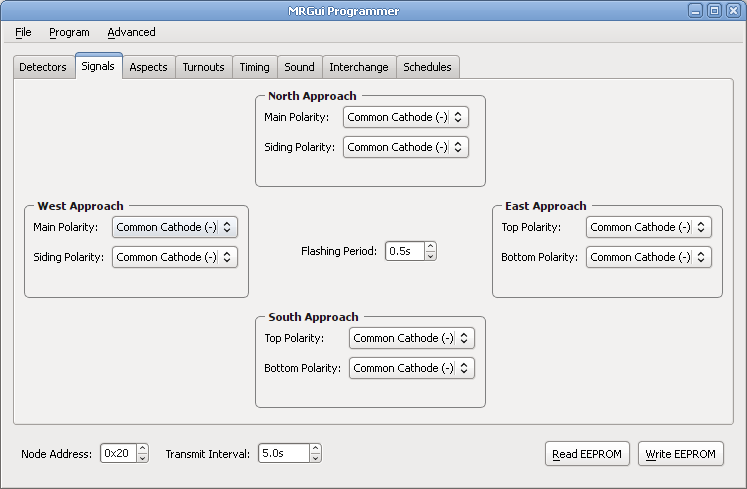 MRGui Programmer
File Program Advanced
Detectors Signals Aspects Turnouts Timing Sound Interchange Schedules
North Approach
Main Polarity: Common Cathode (-)
Siding Polarity: Common Cathode (-)
West Approach
Main Polarity: Common Cathode (-)
Siding Polarity: Common Cathode (-)
Flashing Period: 0.5s
East Approach
Top Polarity: Common Cathode (-)
Bottom Polarity: Common Cathode (-)
South Approach
Top Polarity: Common Cathode (-)
Bottom Polarity: Common Cathode (-)
Node Address: 0x20 Transmit Interval: 5.0s Read EEPROM Write EEPROM